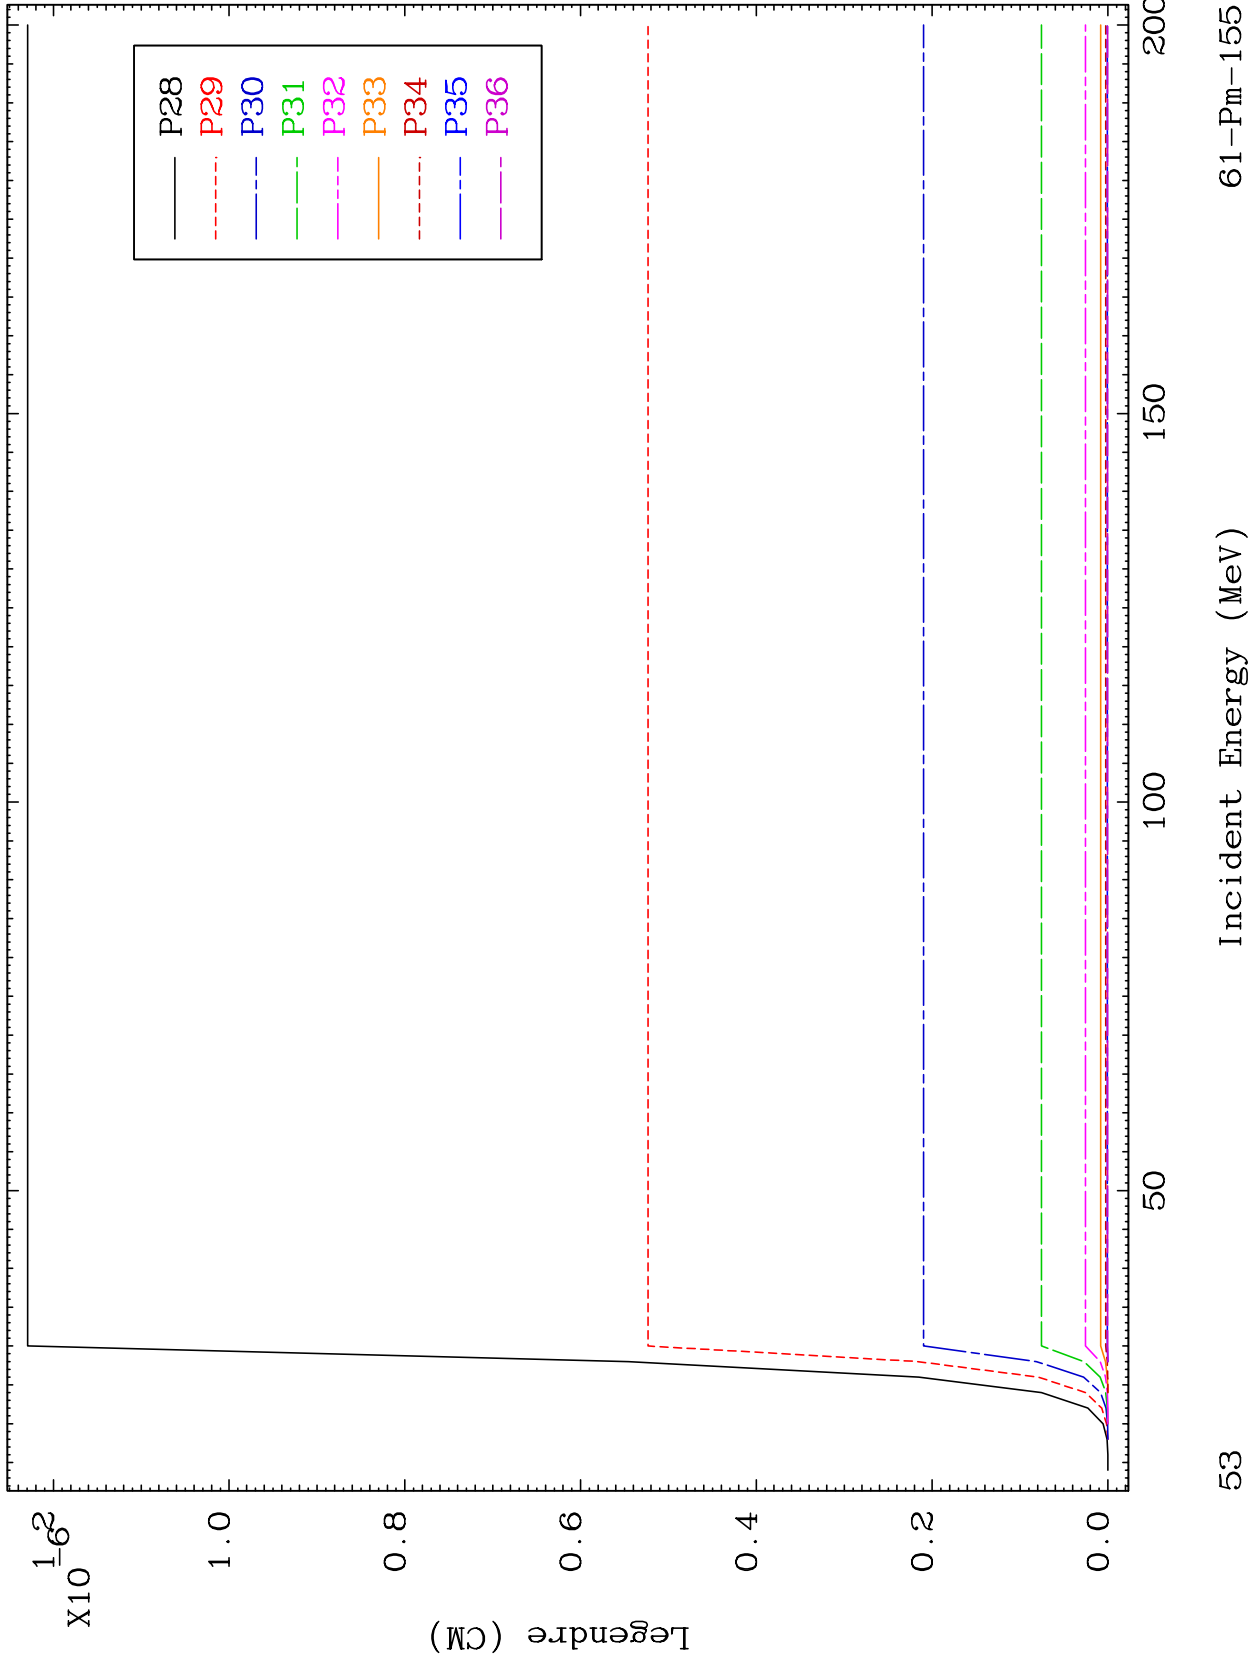 P28
P29
P30
P31
P32
P33
P34
P35
P36
X10
-6
1.2
1.0
0.8
0.6
0.4
0.2
0.0
Legendre (CM)
50
100
150
200
Incident Energy (MeV)
53
61-Pm-155